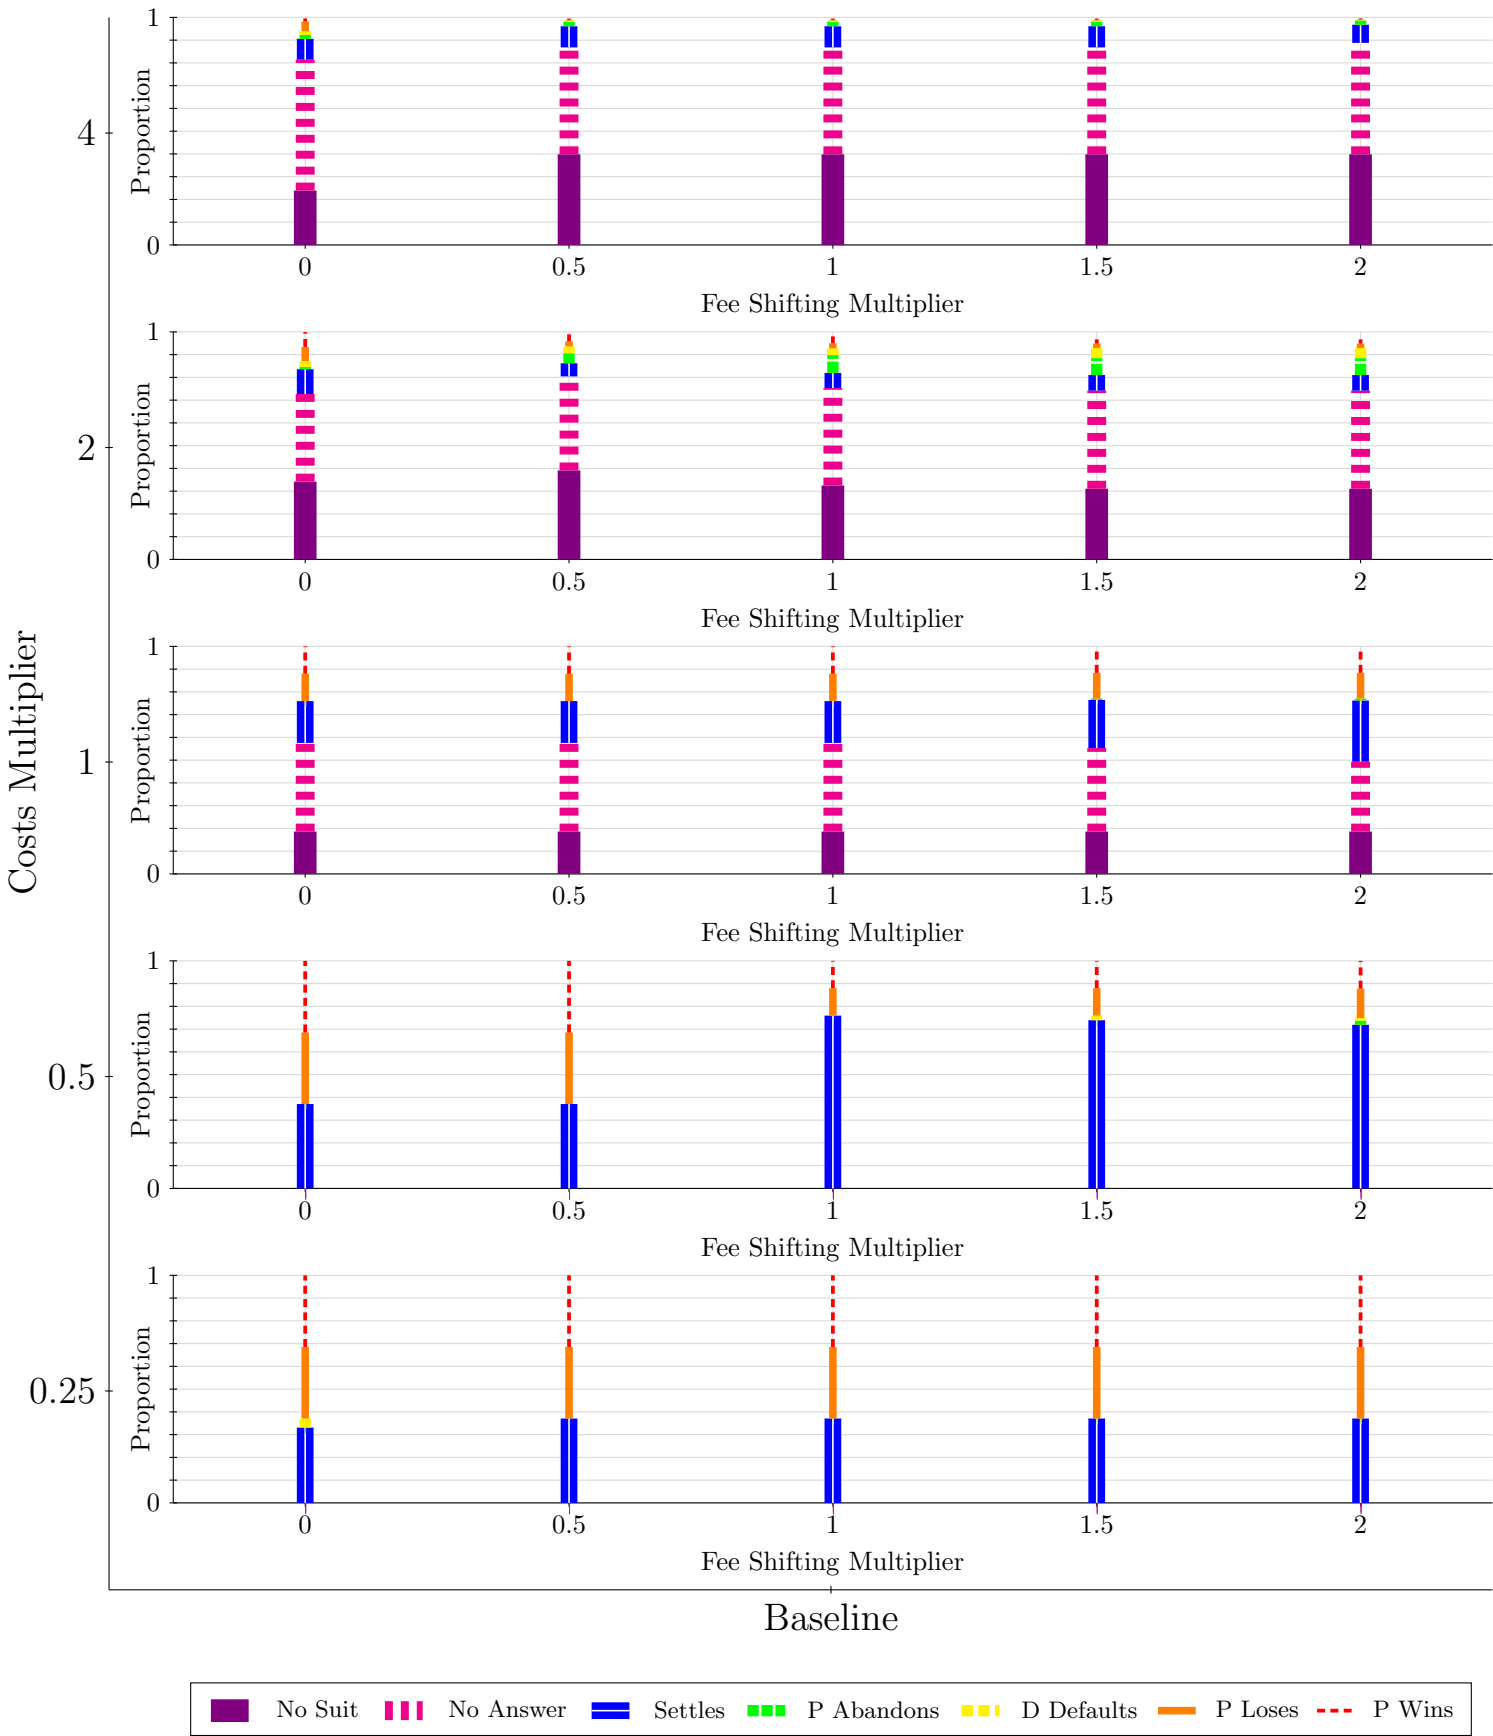 Costs Multiplier
4
Proportion
1
0
0 0.5 1 1.5 2
Fee Shifting Multiplier
2
Proportion
1
0
0 0.5 1 1.5 2
Fee Shifting Multiplier
1
Proportion
1
0
0 0.5 1 1.5 2
Fee Shifting Multiplier
0.5
Proportion
1
0
0 0.5 1 1.5 2
Fee Shifting Multiplier
0.25
Proportion
1
0
0 0.5 1 1.5 2
Fee Shifting Multiplier
Baseline
No Suit No Answer Settles P Abandons D Defaults P Loses P Wins